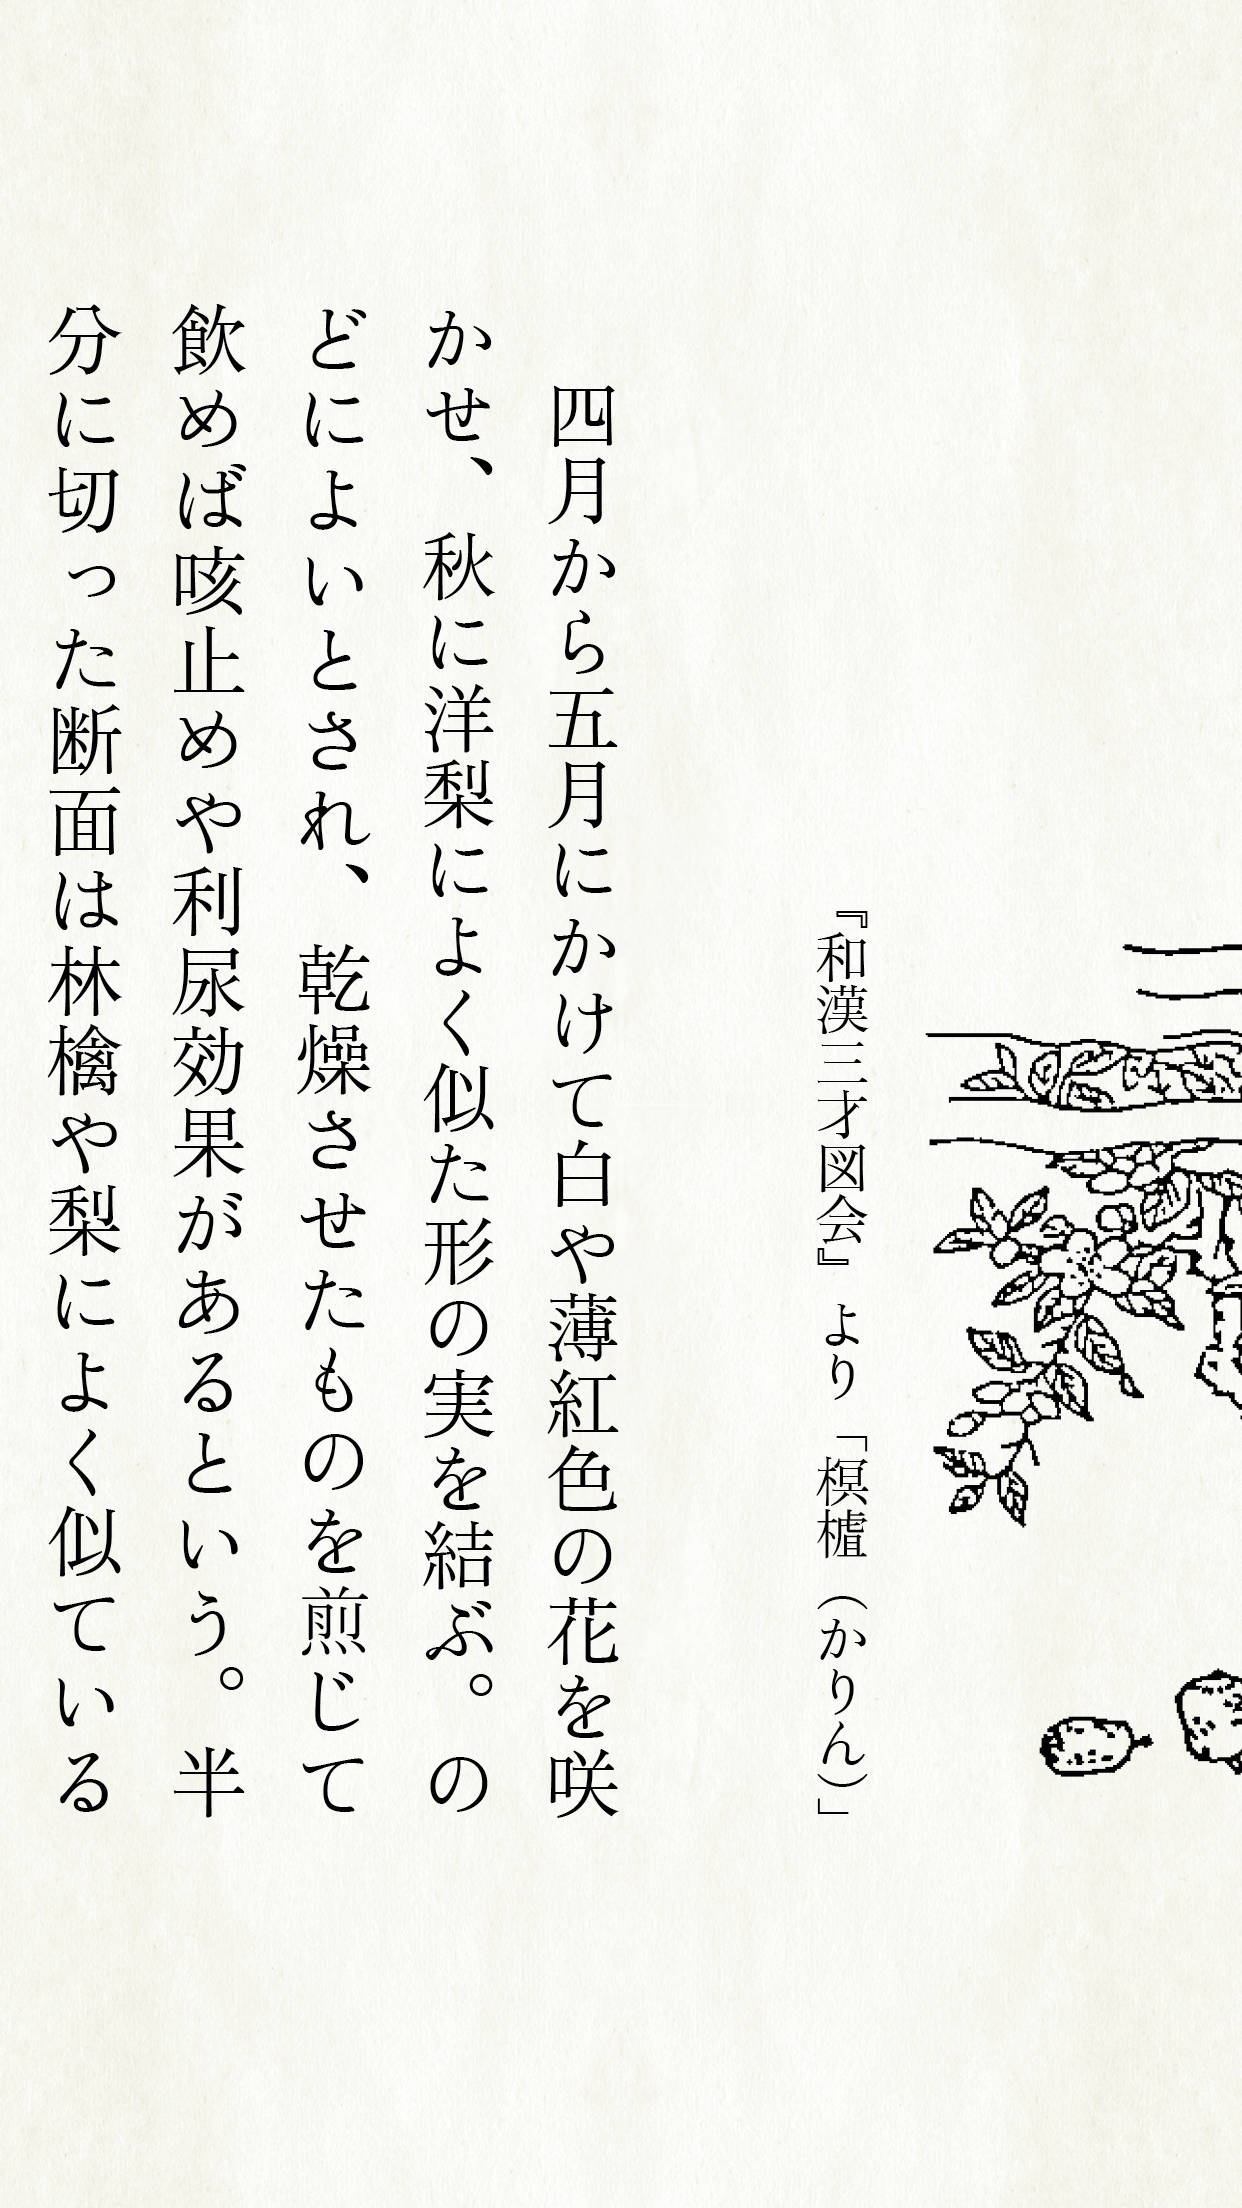 『和漢三才図会』より「榠樝（かりん）」
四月から五月にかけて白や薄紅色の花を咲
かせ、秋に洋梨によく似た形の実を結ぶ。の
どによいとされ、乾燥させたものを煎じて
飲めば咳止めや利尿効果があるという。半
分に切った断面は林檎や梨によく似ている